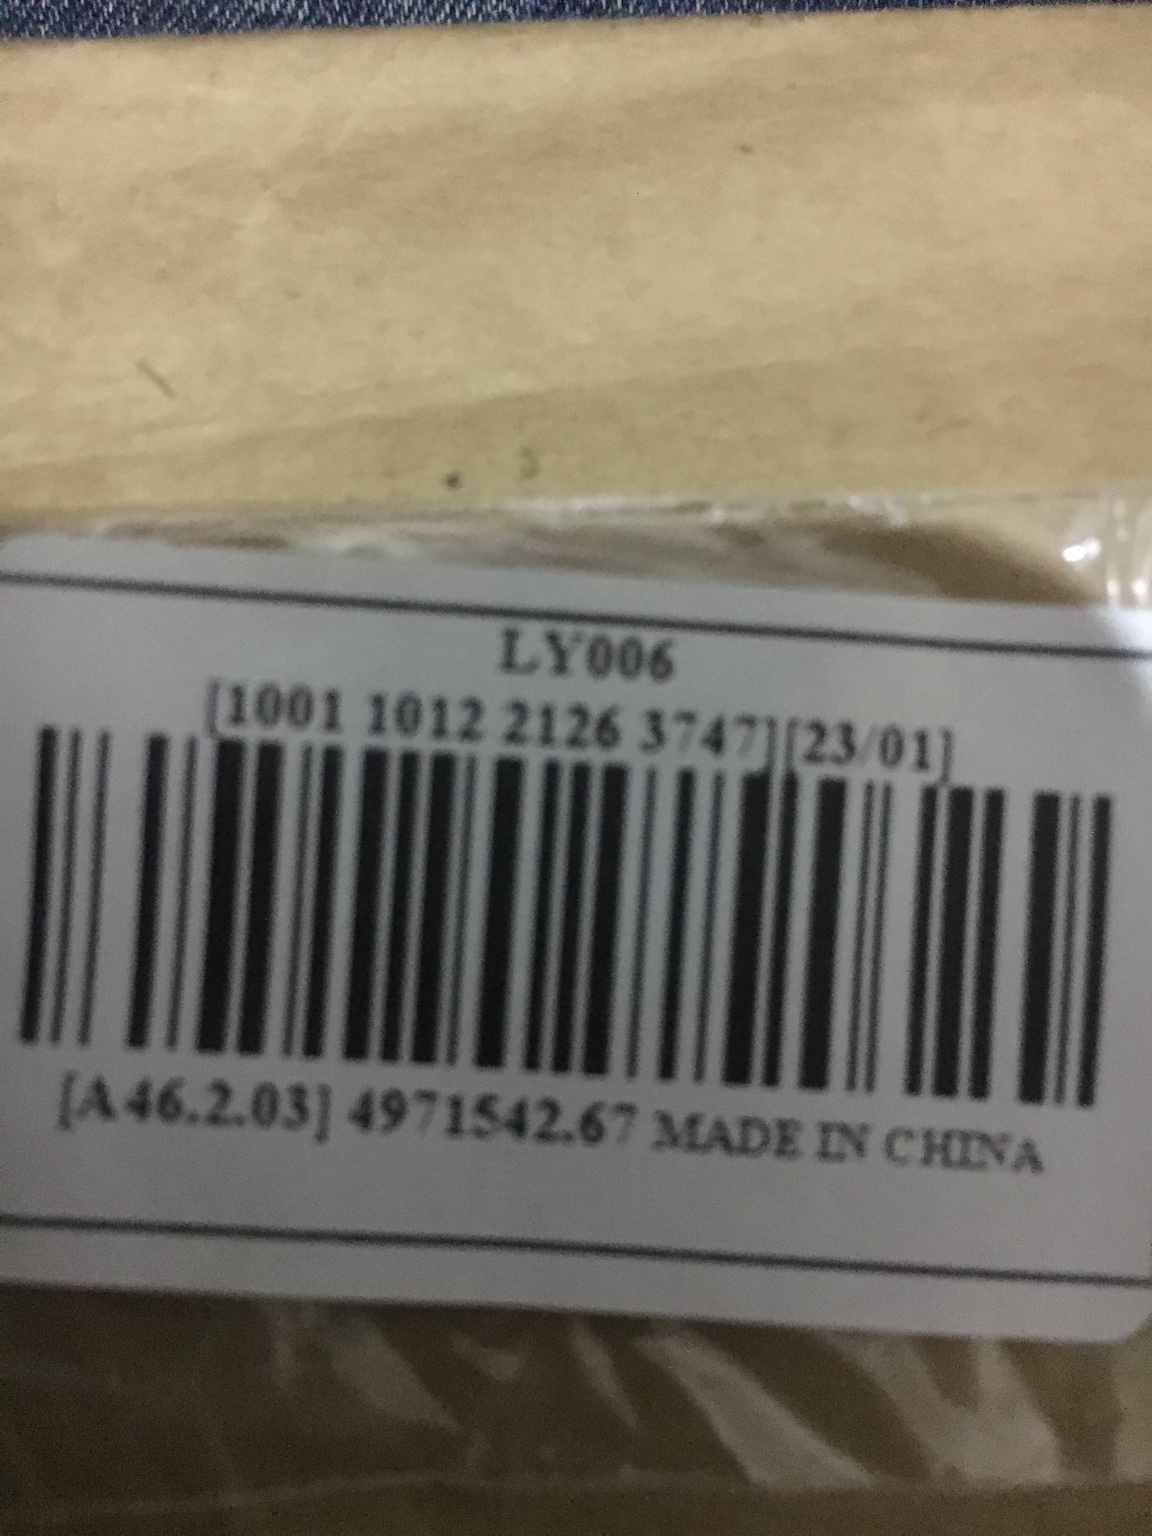 LY006
[1001 1012 2126 3747][23/01]
[A46.2.03] 4971542.67 MADE IN CHINA